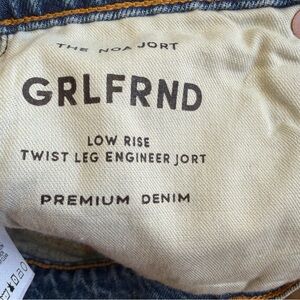 THE NOA JORT
GRLFRND
LOW RISE
TWIST LEG ENGINEER JORT
PREMIUM DENIM